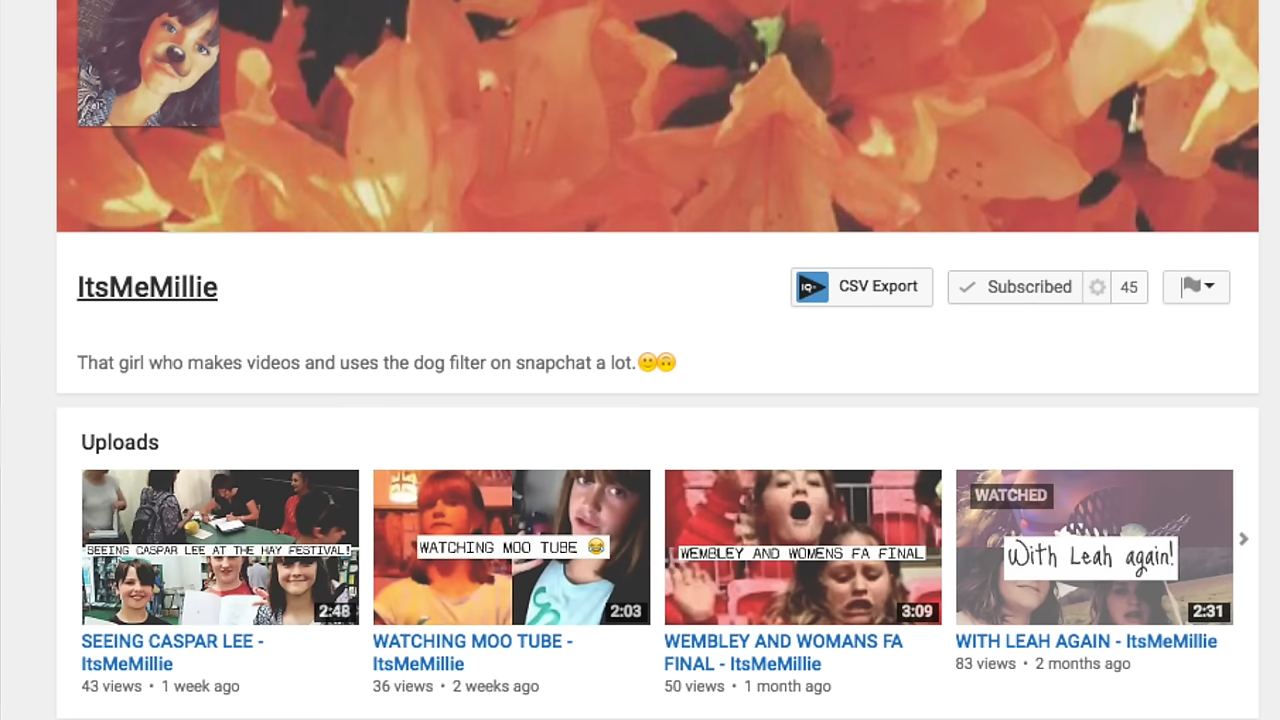 ItsMeMillie
IQ
CSV Export
Subscribed
45
That girl who makes videos and uses the dog filter on snapchat a lot.🙂🙃
Uploads
SEEING CASPAR LEE AT THE HAY FESTIVAL!
2:48
WATCHING MOO TUBE 😂
2:03
WEMBLEY AND WOMENS FA FINAL
3:09
WATCHED
With Leah again!
2:31
SEEING CASPAR LEE -
ItsMeMillie
43 views • 1 week ago
WATCHING MOO TUBE -
ItsMeMillie
36 views • 2 weeks ago
WEMBLEY AND WOMANS FA
FINAL - ItsMeMillie
50 views • 1 month ago
WITH LEAH AGAIN - ItsMeMillie
83 views • 2 months ago